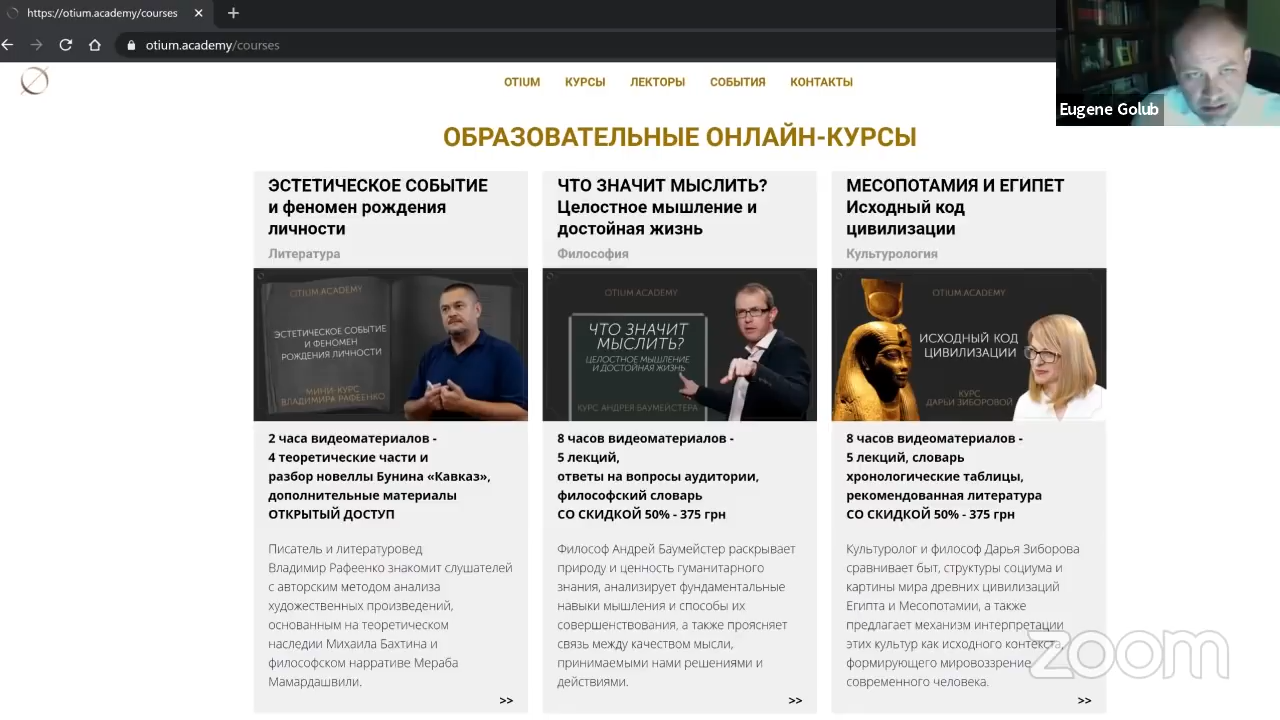 https://otium.academy/courses
otium.academy/courses
Eugene Golub
OTIUM КУРСЫ ЛЕКТОРЫ СОБЫТИЯ КОНТАКТЫ
ОБРАЗОВАТЕЛЬНЫЕ ОНЛАЙН-КУРСЫ
ЭСТЕТИЧЕСКОЕ СОБЫТИЕ
и феномен рождения
личности
Литература
OTIUM.ACADEMY
ЭСТЕТИЧЕСКОЕ СОБЫТИЕ
И ФЕНОМЕН
РОЖДЕНИЯ ЛИЧНОСТИ
МИНИ-КУРС
ВЛАДИМИРА РАФЕЕНКО
2 часа видеоматериалов -
4 теоретические части и
разбор новеллы Бунина «Кавказ»,
дополнительные материалы
ОТКРЫТЫЙ ДОСТУП
Писатель и литературовед
Владимир Рафеенко знакомит слушателей
с авторским методом анализа
художественных произведений,
основанным на теоретическом
наследии Михаила Бахтина и
философском нарративе Мераба
Мамардашвили.
>>
ЧТО ЗНАЧИТ МЫСЛИТЬ?
Целостное мышление и
достойная жизнь
Философия
OTIUM.ACADEMY
ЧТО ЗНАЧИТ
МЫСЛИТЬ?
ЦЕЛОСТНОЕ МЫШЛЕНИЕ
И ДОСТОЙНАЯ ЖИЗНЬ
КУРС АНДРЕЯ БАУМЕЙСТЕРА
8 часов видеоматериалов -
5 лекций,
ответы на вопросы аудитории,
философский словарь
СО СКИДКОЙ 50% - 375 грн
Философ Андрей Баумейстер раскрывает
природу и ценность гуманитарного
знания, анализирует фундаментальные
навыки мышления и способы их
совершенствования, а также проясняет
связь между качеством мысли,
принимаемыми нами решениями и
действиями.
>>
МЕСОПОТАМИЯ И ЕГИПЕТ
Исходный код
цивилизации
Культурология
OTIUM.ACADEMY
ИСХОДНЫЙ КОД
ЦИВИЛИЗАЦИИ
КУРС
ДАРЬИ ЗИБОРОВОЙ
8 часов видеоматериалов -
5 лекций, словарь
хронологические таблицы,
рекомендованная литература
СО СКИДКОЙ 50% - 375 грн
Культуролог и философ Дарья Зиборова
сравнивает быт, структуры социума и
картины мира древних цивилизаций
Египта и Месопотамии, а также
предлагает механизм интерпретации
этих культур как исходного контекста,
формирующего мировоззрение
современного человека.
>>
zoom